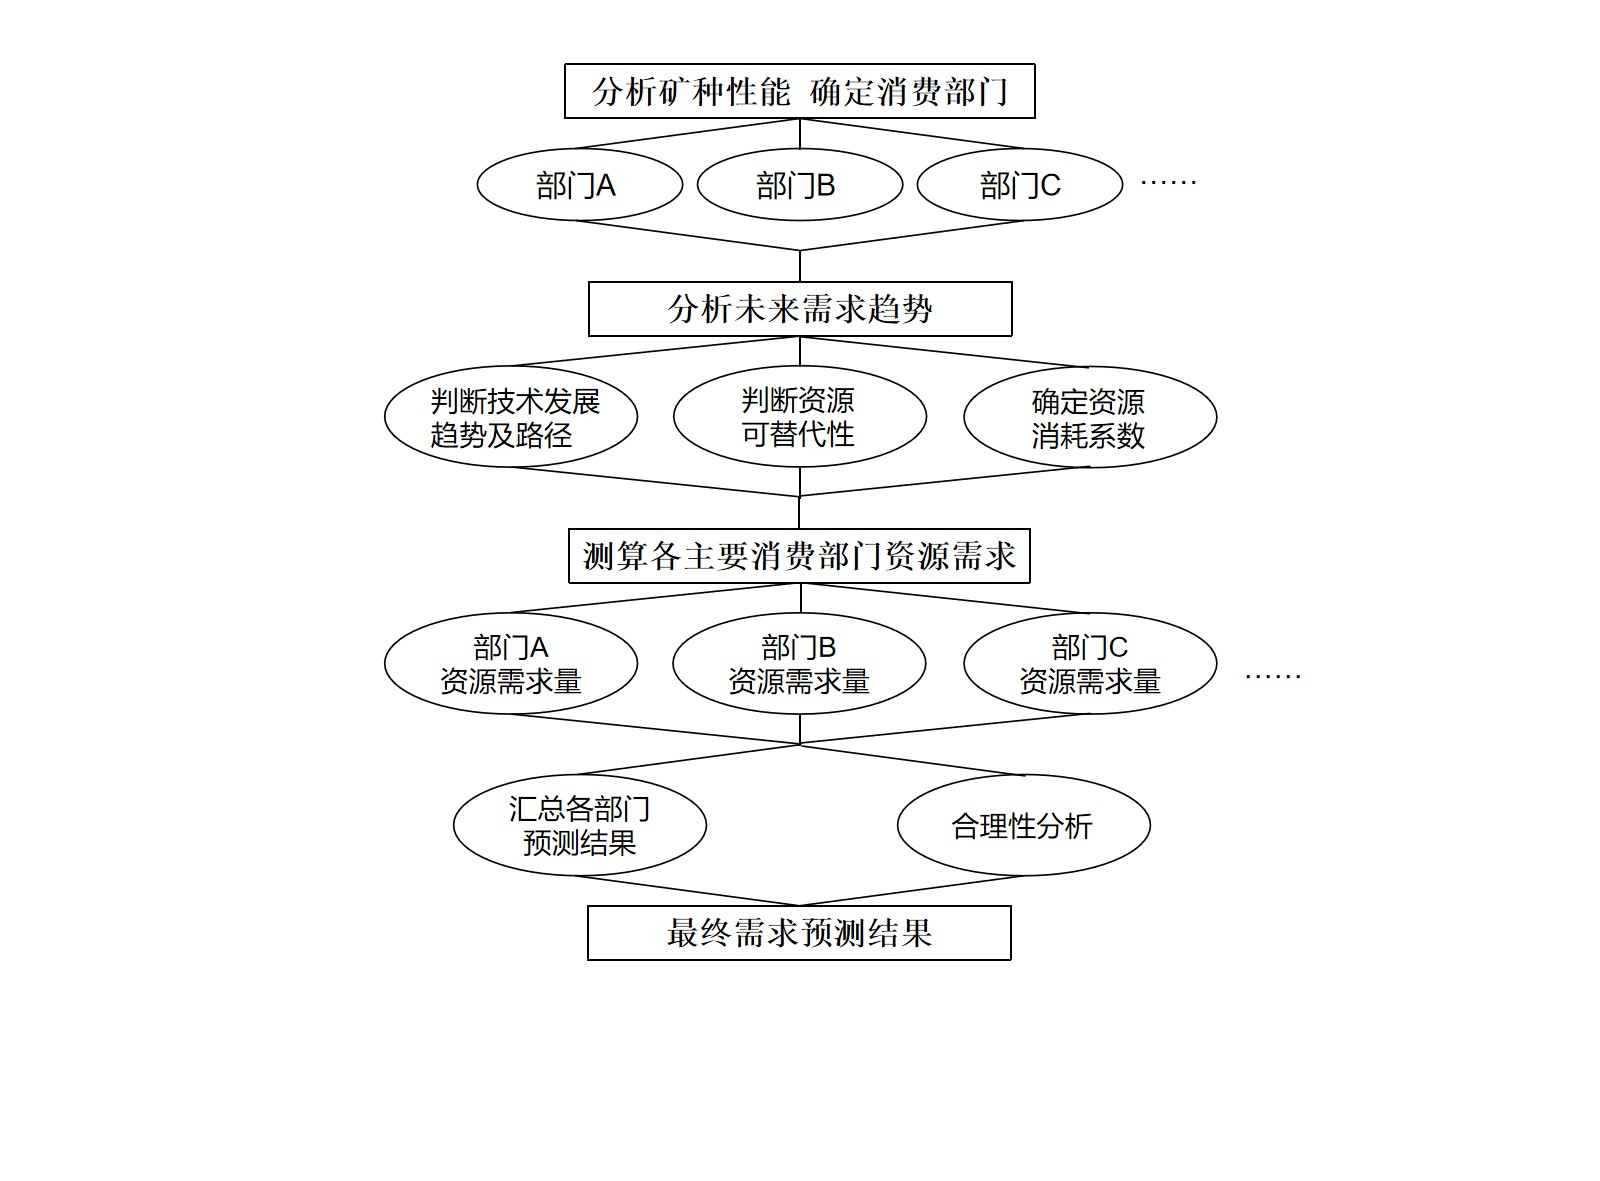 分析矿种性能 确定消费部门
部门A
部门B
部门C
······
分析未来需求趋势
判断技术发展
趋势及路径
判断资源
可替代性
确定资源
消耗系数
测算各主要消费部门资源需求
部门A
资源需求量
部门B
资源需求量
部门C
资源需求量
······
汇总各部门
预测结果
合理性分析
最终需求预测结果